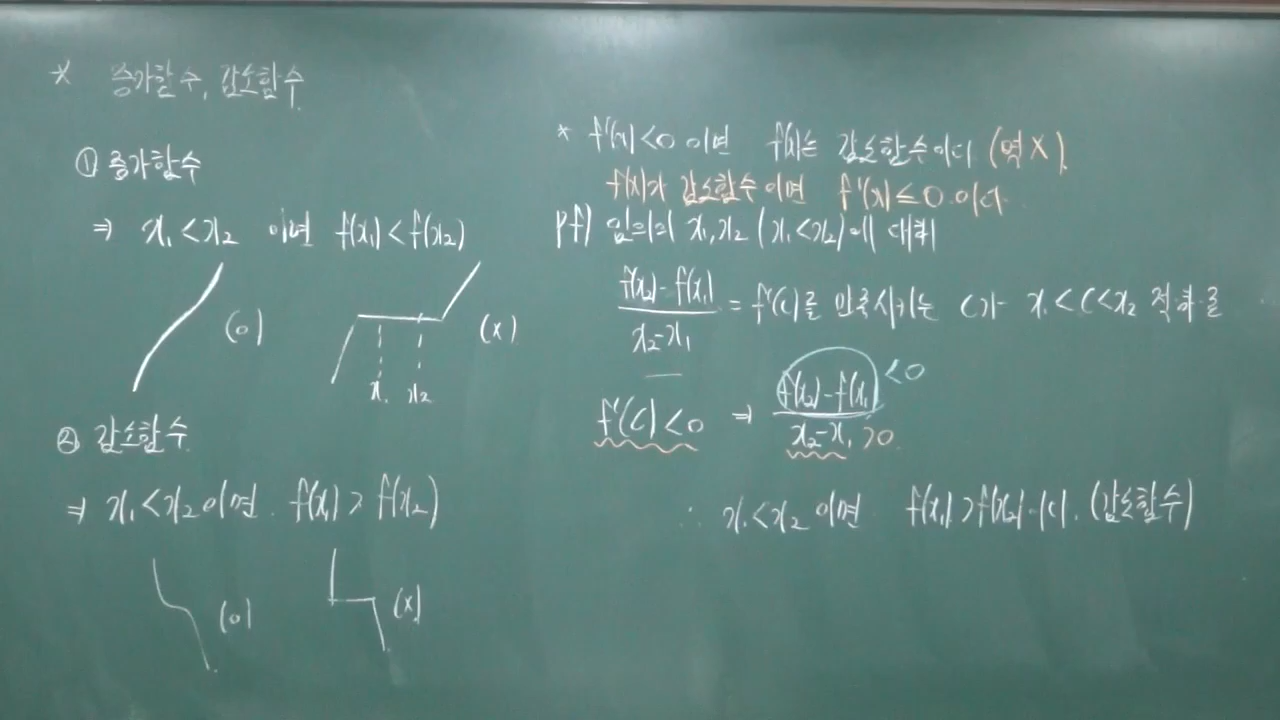 * 증가함수, 감소함수
① 증가함수
⇒ x₁<x₂ 이면 f(x₁)<f(x₂)
(o) (x)
x₁ x₂
② 감소함수
⇒ x₁<x₂이면 f(x₁)>f(x₂)
(o) (x)
* f'(x)<0 이면 f(x)는 감소함수이다 (역X).
f(x)가 감소함수이면 f'(x)≤0 이다.
pf) 임의의 x₁,x₂ (x₁<x₂)에 대해
(f(x₂)-f(x₁))/(x₂-x₁) = f'(c)를 만족시키는 c가 x₁<c<x₂ 적어도
f'(c)<0 ⇒ (f(x₂)-f(x₁))/(x₂-x₁) <0 >0.
∴ x₁<x₂ 이면 f(x₁)>f(x₂)이다. (감소함수)